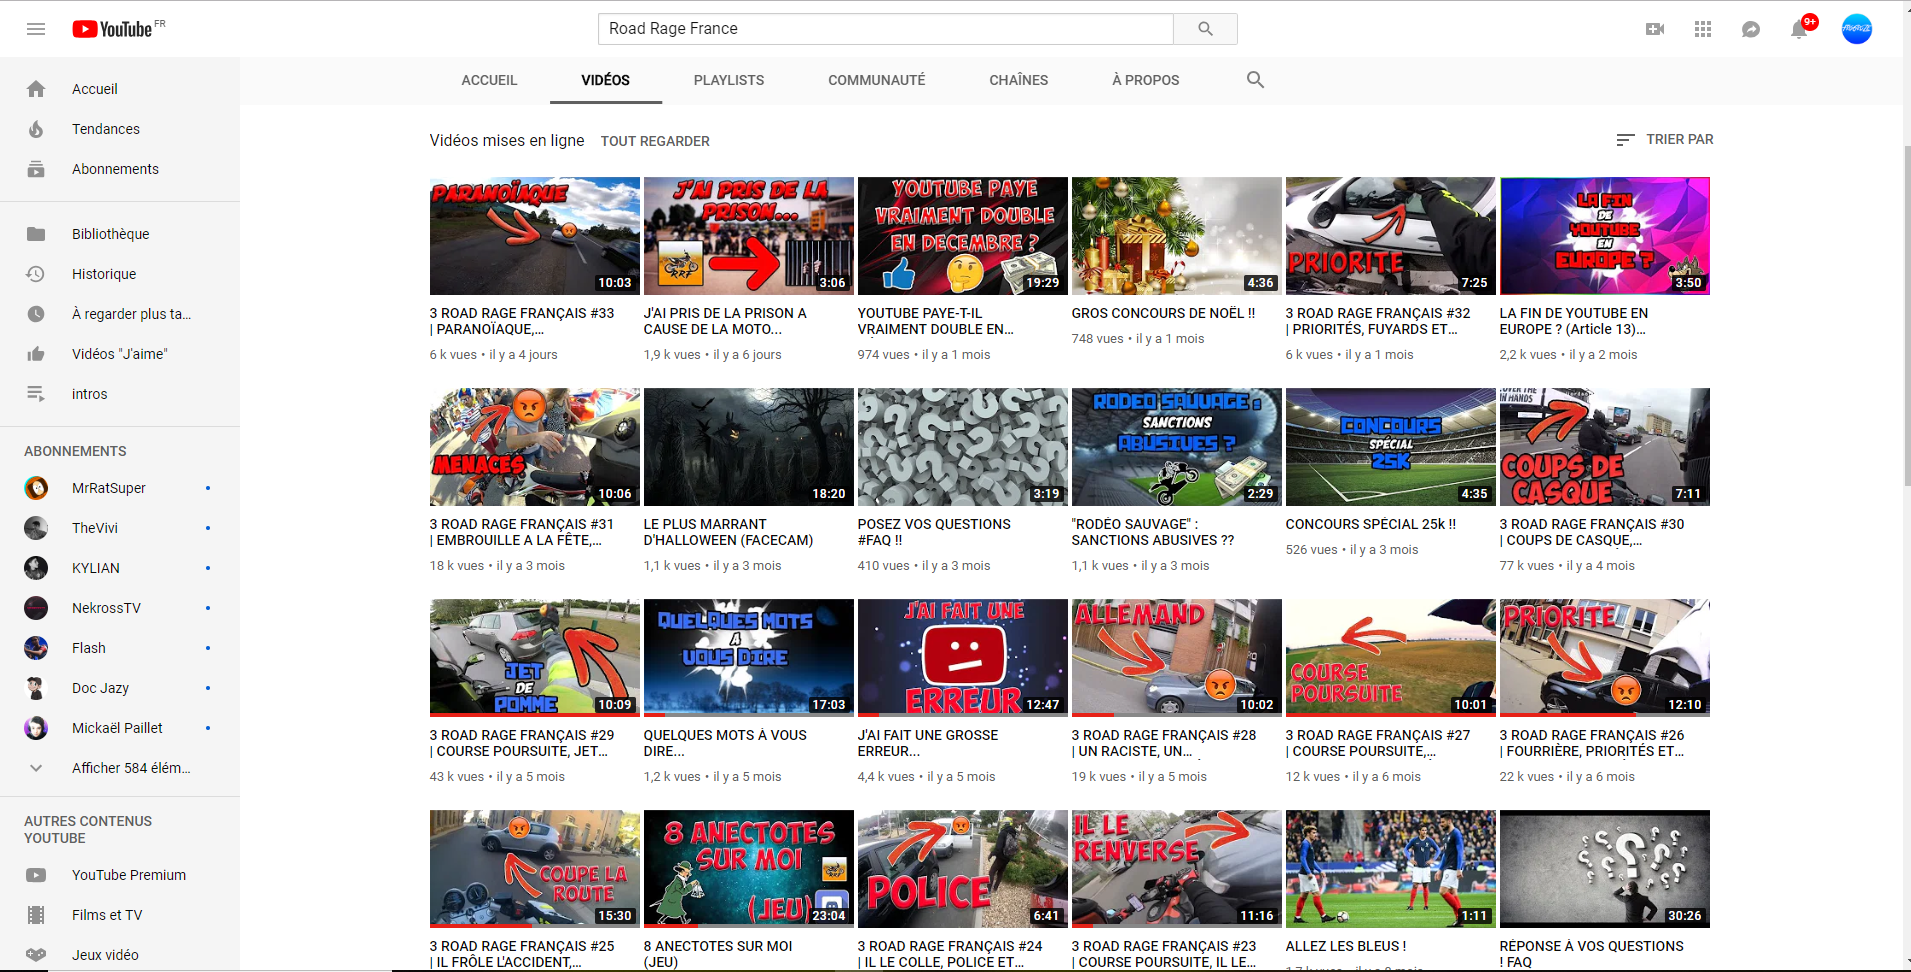 YouTube FR
Road Rage France
9+
ACCUEIL
VIDÉOS
PLAYLISTS
COMMUNAUTÉ
CHAÎNES
À PROPOS
Accueil
Tendances
Abonnements
Bibliothèque
Historique
À regarder plus ta...
Vidéos "J'aime"
intros
ABONNEMENTS
MrRatSuper
TheVivi
KYLIAN
NekrossTV
Flash
Doc Jazy
Mickaël Paillet
Afficher 584 élém...
AUTRES CONTENUS
YOUTUBE
YouTube Premium
Films et TV
Jeux vidéo
Vidéos mises en ligne
TOUT REGARDER
TRIER PAR
PARANOÏAQUE
10:03
3 ROAD RAGE FRANÇAIS #33
| PARANOÏAQUE,...
6 k vues • il y a 4 jours
J'AI PRIS DE LA
PRISON...
RRF
3:06
J'AI PRIS DE LA PRISON A
CAUSE DE LA MOTO...
1,9 k vues • il y a 6 jours
YOUTUBE PAYE
VRAIMENT DOUBLE
EN DECEMBRE ?
19:29
YOUTUBE PAYE-T-IL
VRAIMENT DOUBLE EN...
974 vues • il y a 1 mois
4:36
GROS CONCOURS DE NOËL !!
748 vues • il y a 1 mois
PRIORITE
7:25
3 ROAD RAGE FRANÇAIS #32
| PRIORITÉS, FUYARDS ET...
6 k vues • il y a 1 mois
LA FIN
DE
YOUTUBE
EN
EUROPE ?
3:50
LA FIN DE YOUTUBE EN
EUROPE ? (Article 13)...
2,2 k vues • il y a 2 mois
MENACES
10:06
3 ROAD RAGE FRANÇAIS #31
| EMBROUILLE A LA FÊTE,...
18 k vues • il y a 3 mois
18:20
LE PLUS MARRANT
D'HALLOWEEN (FACECAM)
1,1 k vues • il y a 3 mois
3:19
POSEZ VOS QUESTIONS
#FAQ !!
410 vues • il y a 3 mois
RODEO SAUVAGE :
SANCTIONS
ABUSIVES ?
2:29
"RODÉO SAUVAGE" :
SANCTIONS ABUSIVES ??
1,1 k vues • il y a 3 mois
CONCOURS
SPÉCIAL
25K
4:35
CONCOURS SPÉCIAL 25k !!
526 vues • il y a 3 mois
COUPS DE
CASQUE
7:11
3 ROAD RAGE FRANÇAIS #30
| COUPS DE CASQUE,...
77 k vues • il y a 4 mois
JET
DE
POMME
10:09
3 ROAD RAGE FRANÇAIS #29
| COURSE POURSUITE, JET...
43 k vues • il y a 5 mois
QUELQUES MOTS
A
VOUS DIRE
17:03
QUELQUES MOTS À VOUS
DIRE...
1,2 k vues • il y a 5 mois
J'AI FAIT UNE
ERREUR
12:47
J'AI FAIT UNE GROSSE
ERREUR...
4,4 k vues • il y a 5 mois
ALLEMAND
10:02
3 ROAD RAGE FRANÇAIS #28
| UN RACISTE, UN...
19 k vues • il y a 5 mois
COURSE
POURSUITE
10:01
3 ROAD RAGE FRANÇAIS #27
| COURSE POURSUITE,...
12 k vues • il y a 6 mois
PRIORITE
12:10
3 ROAD RAGE FRANÇAIS #26
| FOURRIÈRE, PRIORITÉS ET...
22 k vues • il y a 6 mois
COUPE LA
ROUTE
15:30
3 ROAD RAGE FRANÇAIS #25
| IL FRÔLE L'ACCIDENT,...
8 ANECTOTES
SUR MOI
RRF
(JEU)
23:04
8 ANECTOTES SUR MOI
(JEU)
POLICE
6:41
3 ROAD RAGE FRANÇAIS #24
| IL LE COLLE, POLICE ET...
IL LE
RENVERSE
11:16
3 ROAD RAGE FRANÇAIS #23
| COURSE POURSUITE, IL LE...
1:11
ALLEZ LES BLEUS !
30:26
RÉPONSE À VOS QUESTIONS
! FAQ